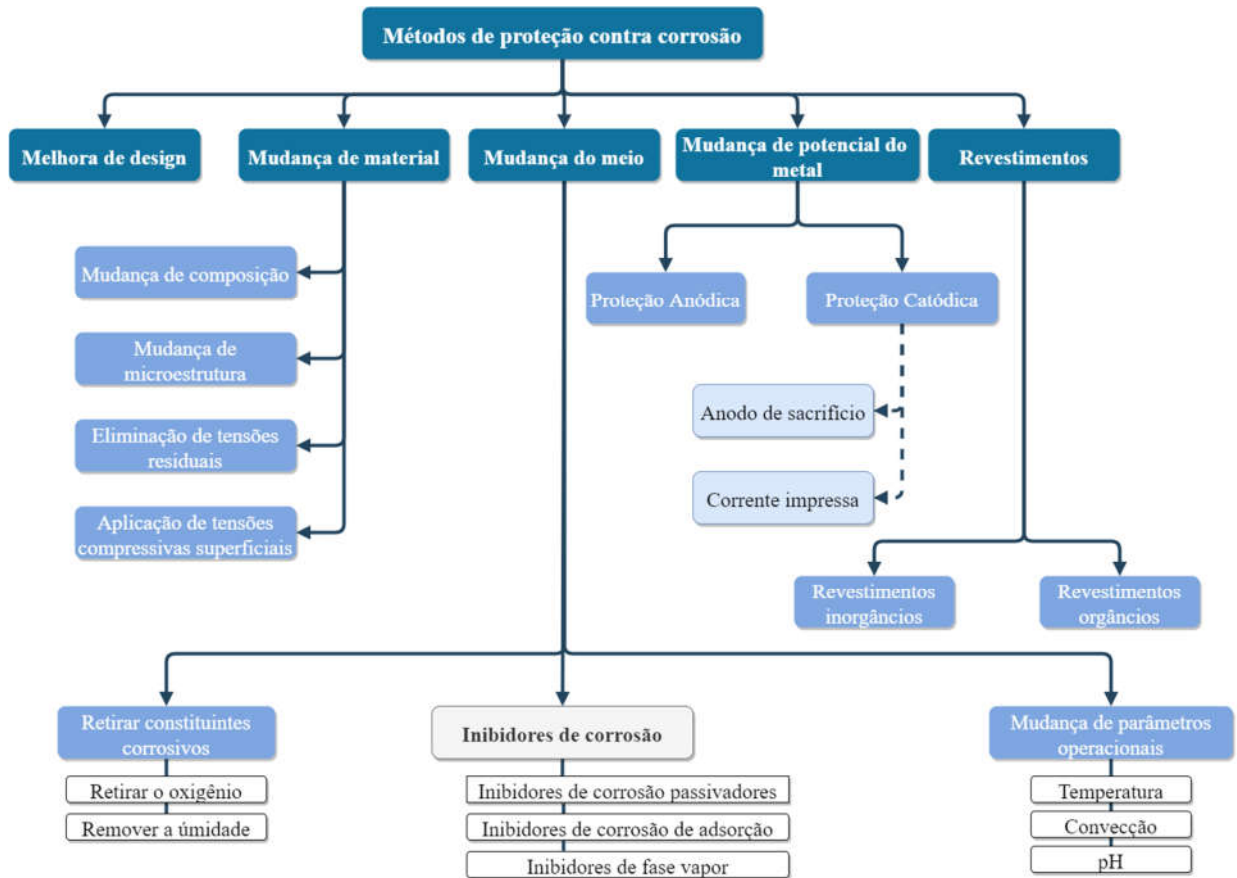 Métodos de proteção contra corrosão
Melhora de design
Mudança de material
Mudança do meio
Mudança de potencial do
metal
Revestimentos
Mudança de composição
Mudança de
microestrutura
Eliminação de tensões
residuais
Aplicação de tensões
compressivas superficiais
Proteção Anódica
Proteção Catódica
Anodo de sacrifício
Corrente impressa
Revestimentos
inorgâncios
Revestimentos
orgâncios
Retirar constituintes
corrosivos
Retirar o oxigênio
Remover a úmidade
Inibidores de corrosão
Inibidores de corrosão passivadores
Inibidores de corrosão de adsorção
Inibidores de fase vapor
Mudança de parâmetros
operacionais
Temperatura
Convecção
pH